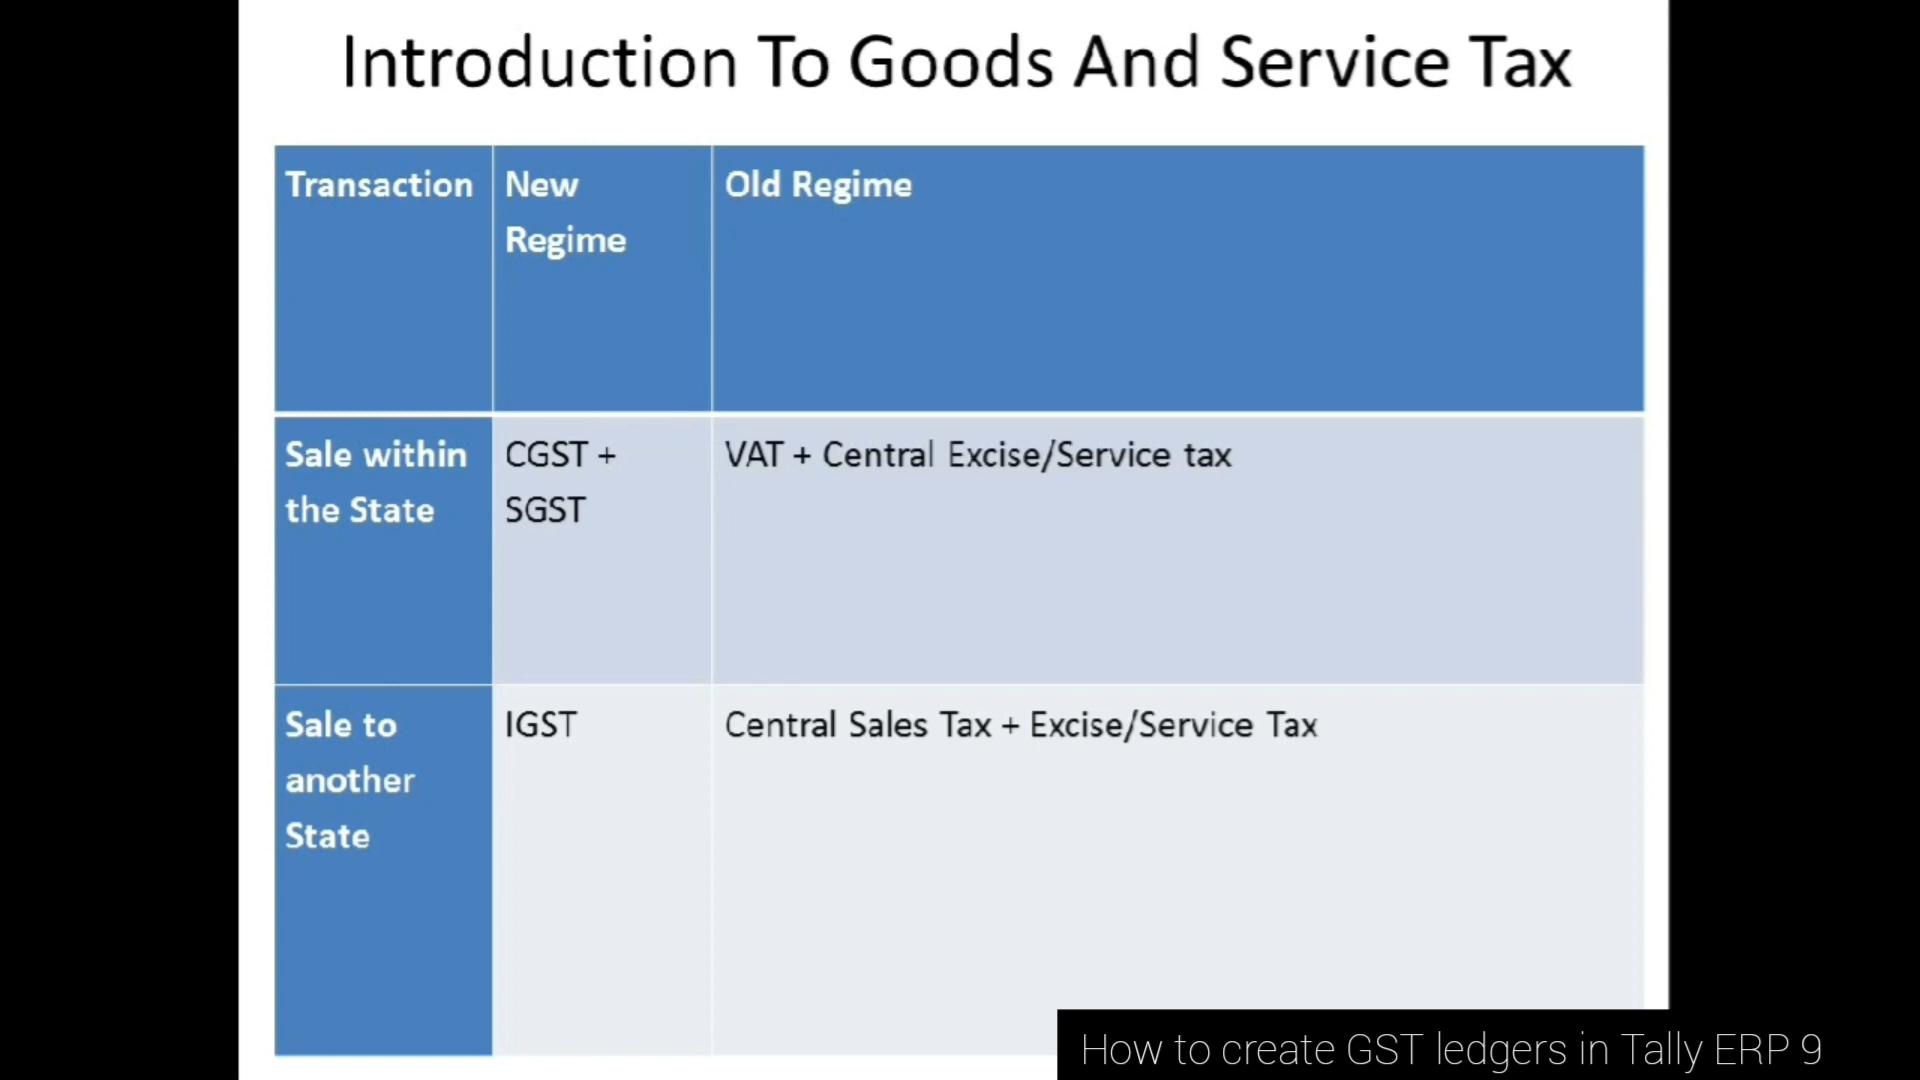 Introduction To Goods And Service Tax
Transaction
New
Regime
Old Regime
Sale within
the State
CGST +
SGST
VAT + Central Excise/Service tax
Sale to
another
State
IGST
Central Sales Tax + Excise/Service Tax
How to create GST ledgers in Tally ERP 9